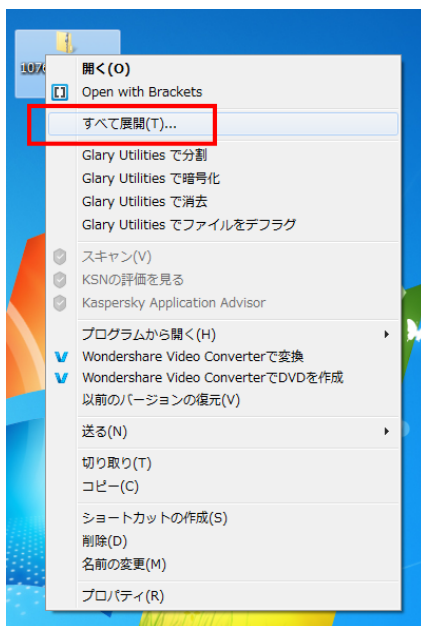 1076
開く(O)
Open with Brackets
すべて展開(T)...
Glary Utilities で分割
Glary Utilities で暗号化
Glary Utilities で消去
Glary Utilities でファイルをデフラグ
スキャン(V)
KSNの評価を見る
Kaspersky Application Advisor
プログラムから開く(H)
Wondershare Video Converterで変換
Wondershare Video ConverterでDVDを作成
以前のバージョンの復元(V)
送る(N)
切り取り(T)
コピー(C)
ショートカットの作成(S)
削除(D)
名前の変更(M)
プロパティ(R)